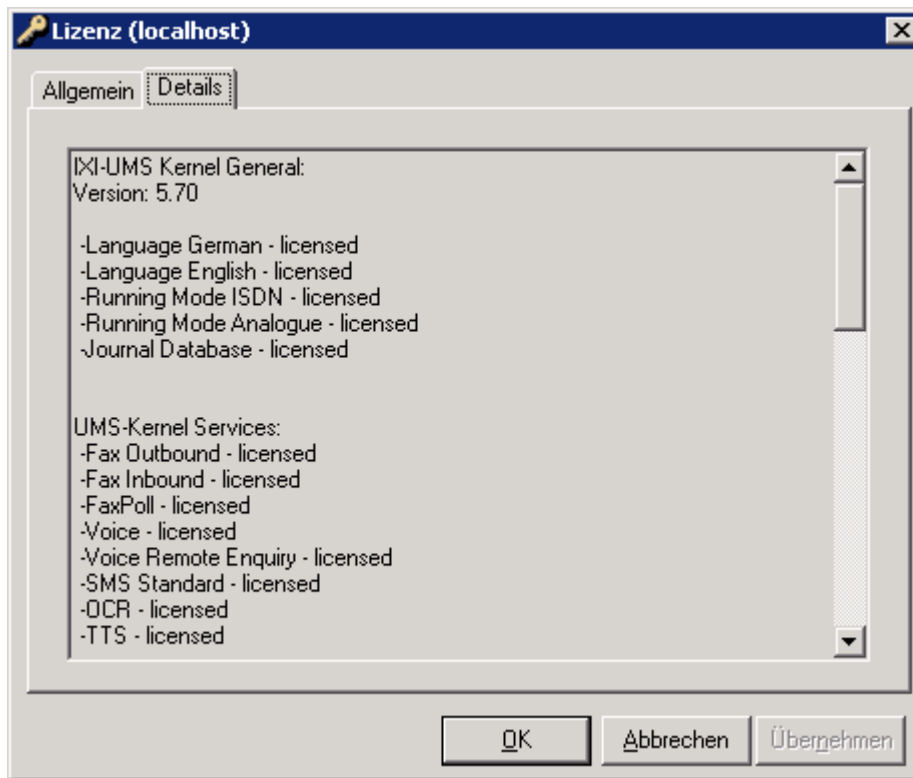 Lizenz (localhost)
Allgemein
Details
IXI-UMS Kernel General:
Version: 5.70
-Language German - licensed
-Language English - licensed
-Running Mode ISDN - licensed
-Running Mode Analogue - licensed
-Journal Database - licensed
UMS-Kernel Services:
-Fax Outbound - licensed
-Fax Inbound - licensed
-FaxPoll - licensed
-Voice - licensed
-Voice Remote Enquiry - licensed
-SMS Standard - licensed
-OCR - licensed
-TTS - licensed
OK
Abbrechen
Übernehmen